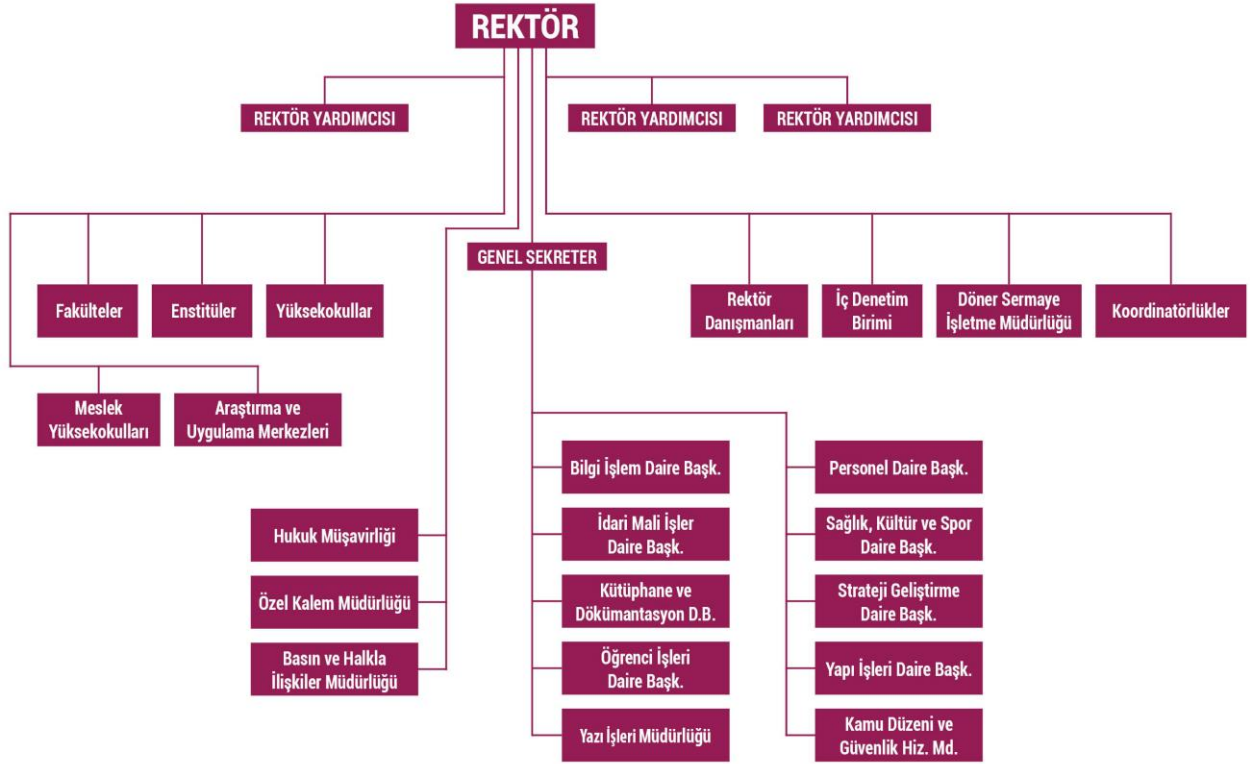 REKTÖR
REKTÖR YARDIMCISI
REKTÖR YARDIMCISI
REKTÖR YARDIMCISI
GENEL SEKRETER
Fakülteler
Enstitüler
Yüksekokullar
Rektör
Danışmanları
İç Denetim
Birimi
Döner Sermaye
İşletme Müdürlüğü
Koordinatörlükler
Meslek
Yüksekokulları
Araştırma ve
Uygulama Merkezleri
Hukuk Müşavirliği
Özel Kalem Müdürlüğü
Basın ve Halkla
İlişkiler Müdürlüğü
Bilgi İşlem Daire Başk.
İdari Mali İşler
Daire Başk.
Kütüphane ve
Dökümantasyon D.B.
Öğrenci İşleri
Daire Başk.
Yazı İşleri Müdürlüğü
Personel Daire Başk.
Sağlık, Kültür ve Spor
Daire Başk.
Strateji Geliştirme
Daire Başk.
Yapı İşleri Daire Başk.
Kamu Düzeni ve
Güvenlik Hiz. Md.